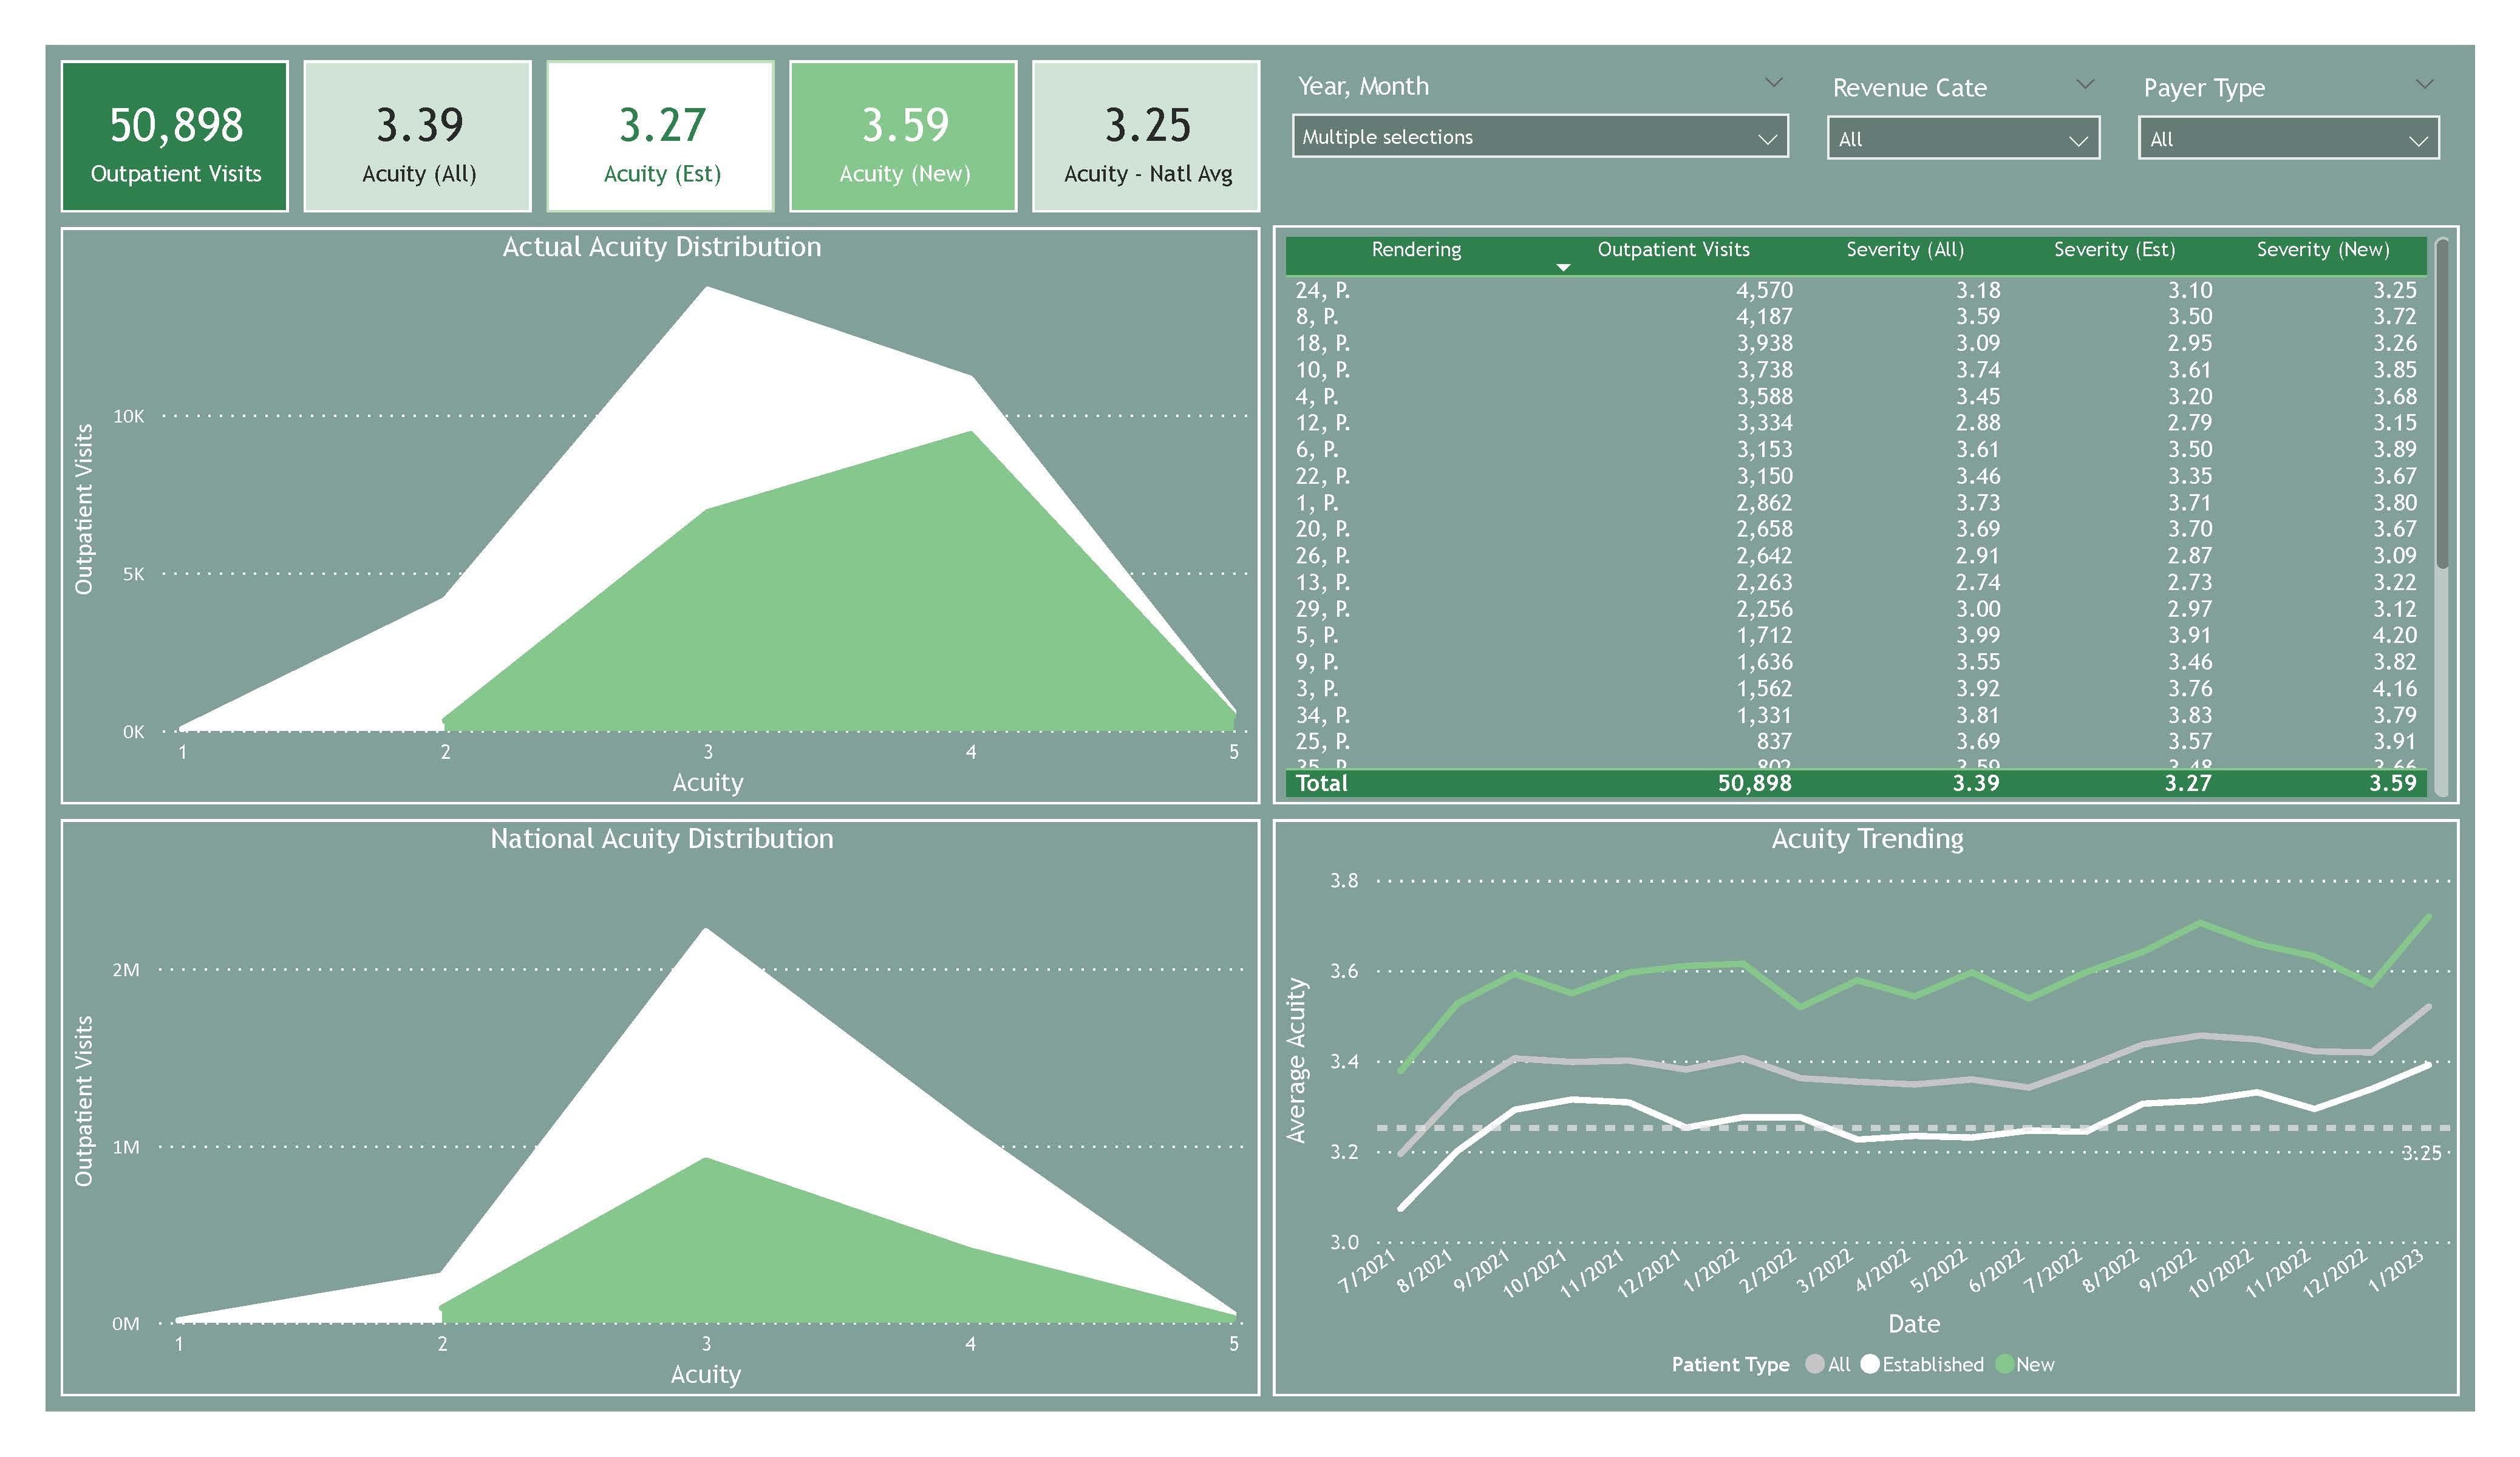 50,898
Outpatient Visits
3.39
Acuity (All)
3.27
Acuity (Est)
3.59
Acuity (New)
3.25
Acuity - Natl Avg
Year, Month
Multiple selections
Revenue Cate
All
Payer Type
All
Actual Acuity Distribution
Outpatient Visits
10K
5K
0K
1 2 3 4 5
Acuity
Rendering Outpatient Visits Severity (All) Severity (Est) Severity (New)
24, P. 4,570 3.18 3.10 3.25
8, P. 4,187 3.59 3.50 3.72
18, P. 3,938 3.09 2.95 3.26
10, P. 3,738 3.74 3.61 3.85
4, P. 3,588 3.45 3.20 3.68
12, P. 3,334 2.88 2.79 3.15
6, P. 3,153 3.61 3.50 3.89
22, P. 3,150 3.46 3.35 3.67
1, P. 2,862 3.73 3.71 3.80
20, P. 2,658 3.69 3.70 3.67
26, P. 2,642 2.91 2.87 3.09
13, P. 2,263 2.74 2.73 3.22
29, P. 2,256 3.00 2.97 3.12
5, P. 1,712 3.99 3.91 4.20
9, P. 1,636 3.55 3.46 3.82
3, P. 1,562 3.92 3.76 4.16
34, P. 1,331 3.81 3.83 3.79
25, P. 837 3.69 3.57 3.91
Total 50,898 3.39 3.27 3.59
National Acuity Distribution
Outpatient Visits
2M
1M
0M
1 2 3 4 5
Acuity
Acuity Trending
Average Acuity
3.8
3.6
3.4
3.2
3.0
3.25
7/2021 8/2021 9/2021 10/2021 11/2021 12/2021 1/2022 2/2022 3/2022 4/2022 5/2022 6/2022 7/2022 8/2022 9/2022 10/2022 11/2022 12/2022 1/2023
Date
Patient Type All Established New